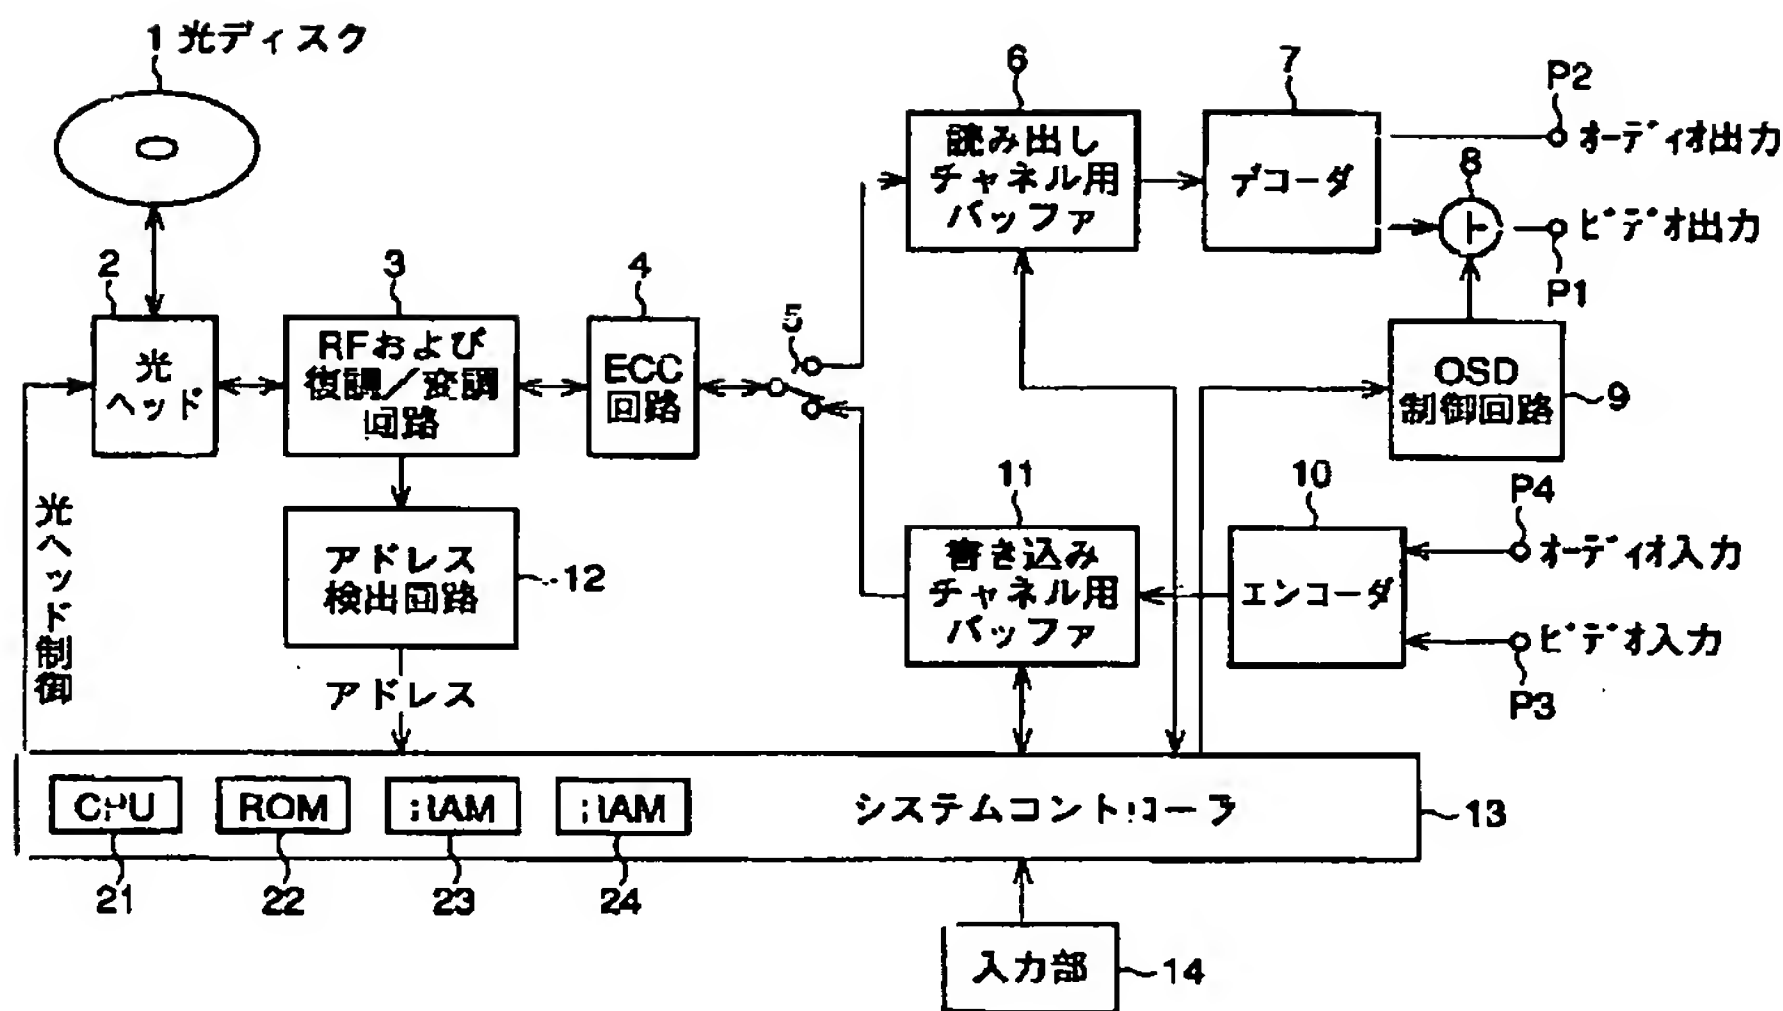 1 光ディスク
6
7
P2
オーディオ出力
読み出し
チャネル用
バッファ
デコーダ
8
ビデオ出力
P1
2
3
4
5
光
ヘッド
RFおよび
復調／変調
回路
ECC
回路
OSD
制御回路
9
光ヘッド制御
11
10
P4
アドレス
検出回路
12
書き込み
チャネル用
バッファ
エンコーダ
オーディオ入力
ビデオ入力
P3
アドレス
CPU
ROM
RAM
RAM
システムコントローラ
13
21
22
23
24
入力部
14